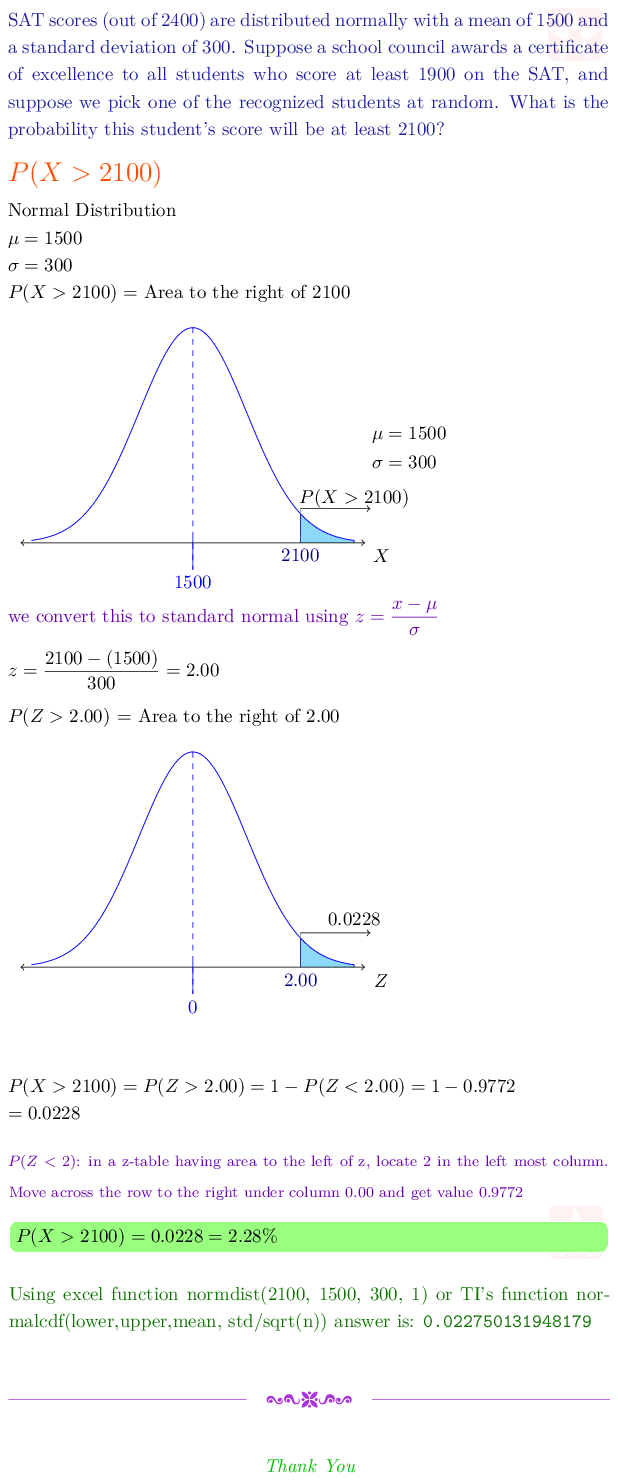 SAT scores (out of 2400) are distributed normally with a mean of 1500 and
a standard deviation of 300. Suppose a school council awards a certificate
of excellence to all students who score at least 1900 on the SAT, and
suppose we pick one of the recognized students at random. What is the
probability this student's score will be at least 2100?
P(X > 2100)
Normal Distribution
μ = 1500
σ = 300
P(X > 2100) = Area to the right of 2100
μ = 1500
σ = 300
P(X > 2100)
2100
X
1500
we convert this to standard normal using z = (x − μ)/σ
z = (2100 − (1500))/300 = 2.00
P(Z > 2.00) = Area to the right of 2.00
0.0228
2.00
Z
0
P(X > 2100) = P(Z > 2.00) = 1 − P(Z < 2.00) = 1 − 0.9772
= 0.0228
P(Z < 2): in a z-table having area to the left of z, locate 2 in the left most column.
Move across the row to the right under column 0.00 and get value 0.9772
P(X > 2100) = 0.0228 = 2.28%
Using excel function normdist(2100, 1500, 300, 1) or TI's function nor-
malcdf(lower,upper,mean, std/sqrt(n)) answer is: 0.022750131948179
Thank You